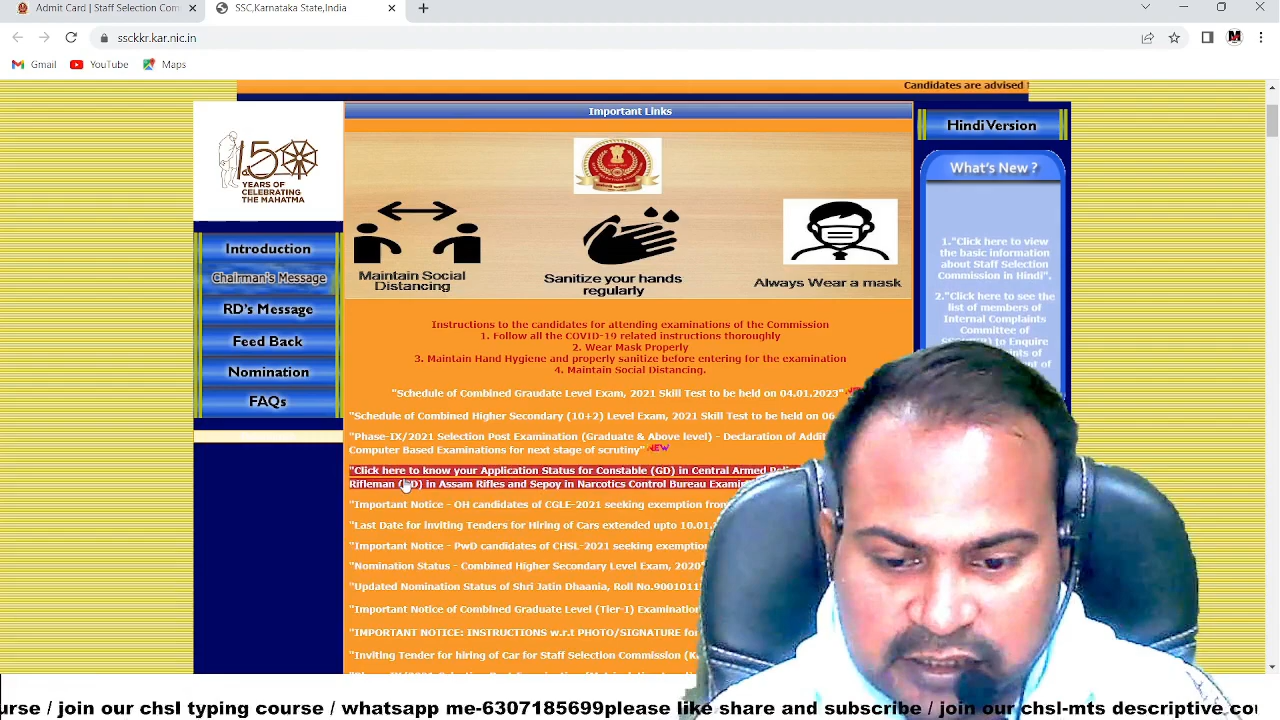 Admit Card | Staff Selection Com
SSC-KKR
SSC State,India
ssckkr.kar.nic.in
Gmail
YouTube
Maps
Candidates are advised
Important Links
150
YEARS OF
CELEBRATING
THE MAHATMA
Introduction
Chairman's Message
RD's Message
Feed Back
Nomination
FAQs
Maintain Social
Distancing
Sanitize your hands
regularly
Always Wear a mask
Instructions to the candidates for attending examinations of the Commission
1. Follow all the COVID-19 related instructions thoroughly
2. Wear Mask Properly
3. Maintain Hand Hygiene and properly sanitize before entering for the examination
4. Maintain Social Distancing.
"Schedule of Combined Graudate Level Exam, 2021 Skill Test to be held on 04.01.2023"
"Schedule of Combined Higher Secondary (10+2) Level Exam, 2021 Skill Test to be held on 06
"Phase-IX/2021 Selection Post Examination (Graduate & Above level) - Declaration of Addit
Computer Based Examinations for next stage of scrutiny" NEW
"Click here to know your Application Status for Constable (GD) in Central Armed Poli
Rifleman (GD) in Assam Rifles and Sepoy in Narcotics Control Bureau Exami
"Important Notice - OH candidates of CGLE-2021 seeking exemption from
"Last Date for inviting Tenders for Hiring of Cars extended upto 10.01.
"Important Notice - PwD candidates of CHSL-2021 seeking exemption
"Nomination Status - Combined Higher Secondary Level Exam, 2020"
"Updated Nomination Status of Shri Jatin Dhaania, Roll No.9001011
"Important Notice of Combined Graduate Level (Tier-I) Examination
"IMPORTANT NOTICE: INSTRUCTIONS w.r.t PHOTO/SIGNATURE for
"Inviting Tender for hiring of Car for Staff Selection Commission (K
Hindi Version
What's New ?
1."Click here to view
the basic information
about Staff Selection
Commission in Hindi".
2."Click here to see the
list of members of
Internal Complaints
Committee of
to Enquire
urse / join our chsl typing course / whatsapp me-6307185699please like share and subscribe / join our chsl-mts descriptive cou